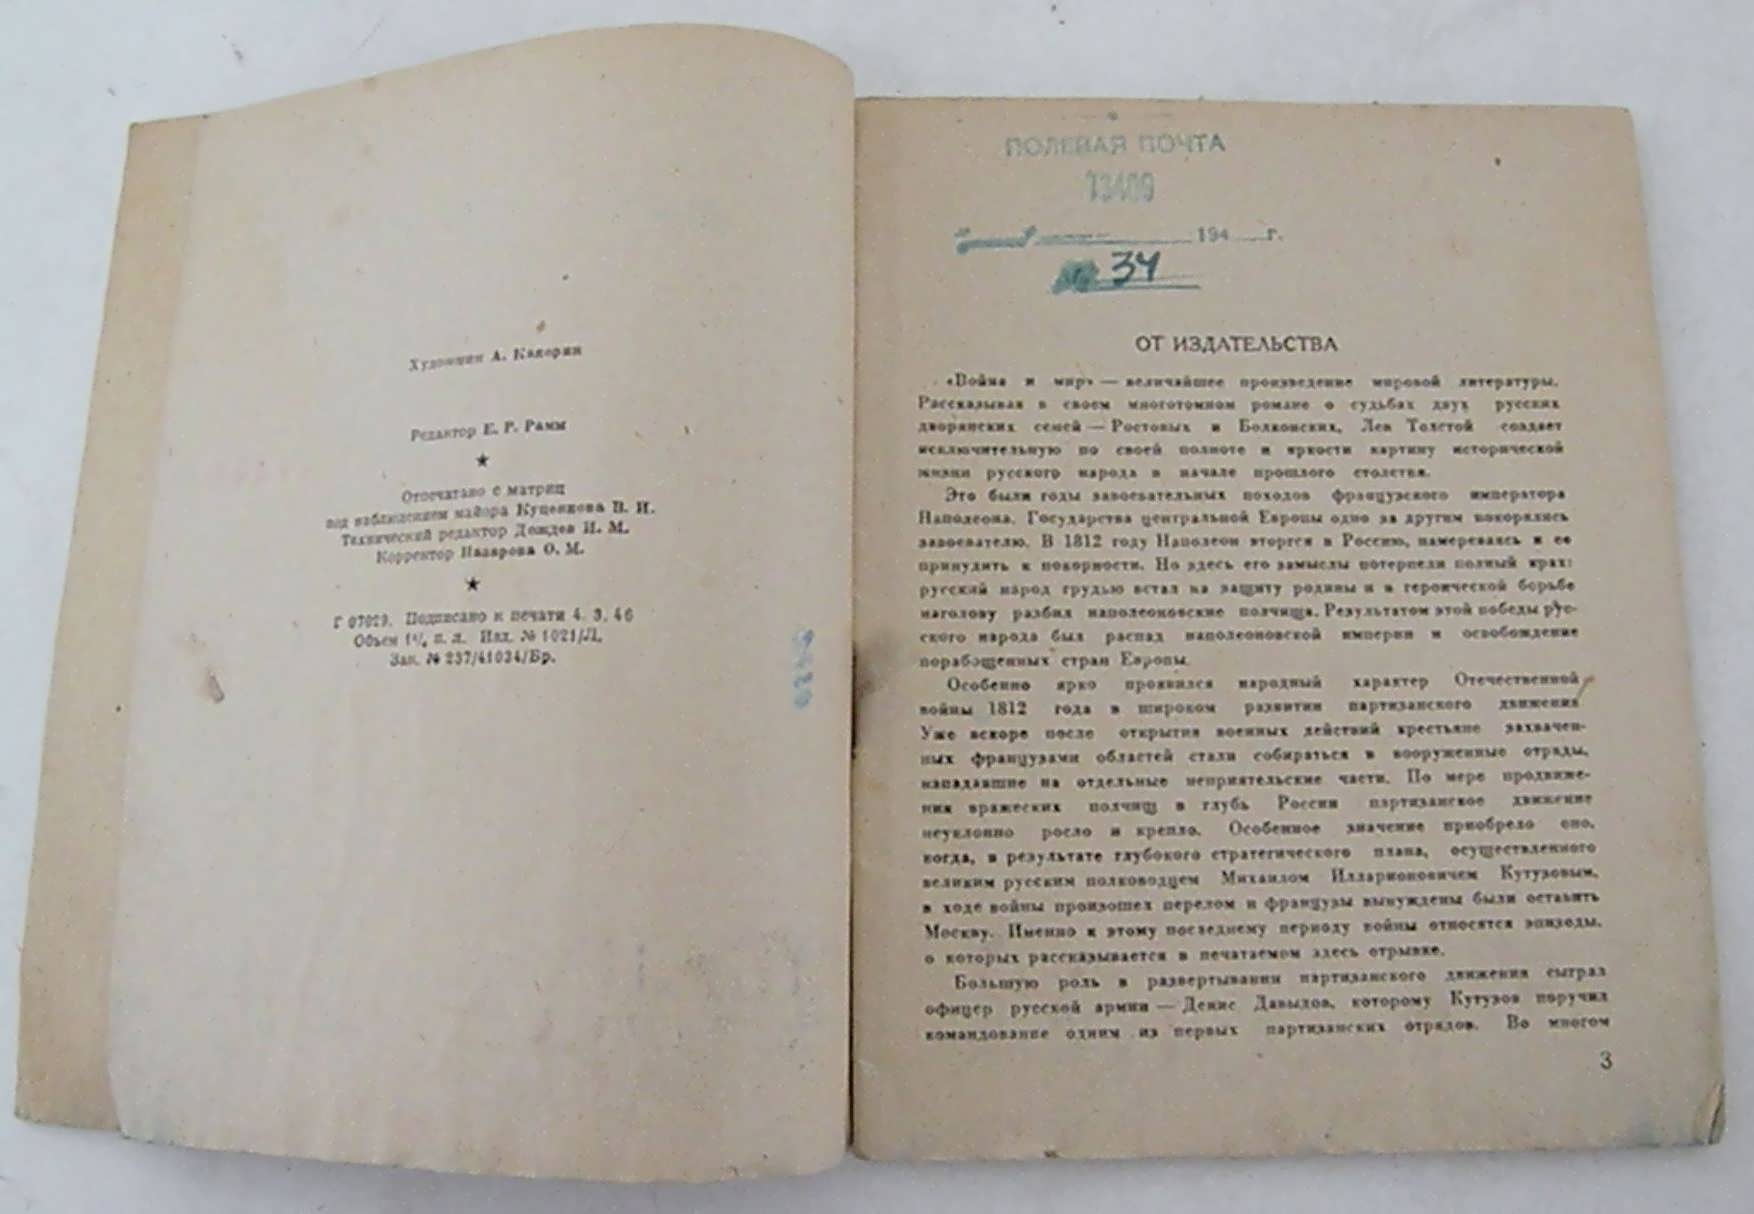 Художник А.
Редактор Е. Р. Рамм
★
Отпечатано с матриц
под наблюдением майора Куценкова В. И.
Технический редактор Дождев И. М.
Корректор Назарова О. М.
★
Г 07029. Подписано к печати 4. 3. 46
Объем п. л. Изд. № 1021/Л.
Зак. № 237/41034/Бр.
ПОЛЕВАЯ ПОЧТА
194 г.
34
ОТ ИЗДАТЕЛЬСТВА
«Война и мир» — величайшее произведение мировой литературы.
Рассказывая в своем многотомном романе о судьбах двух русских
дворянских семей — Ростовых и Болконских, Лев Толстой создает
исключительную по своей полноте и яркости картину исторической
жизни русского народа в начале прошлого столетия.
Это были годы завоевательных походов французского императора
Наполеона. Государства центральной Европы одно за другим покорялись
завоевателю. В 1812 году Наполеон вторгся в Россию, намереваясь и ее
принудить к покорности. Но здесь его замыслы потерпели полный крах:
русский народ грудью встал на защиту родины и в героической борьбе
наголову разбил наполеоновские полчища. Результатом этой победы рус-
ского народа был распад наполеоновской империи и освобождение
порабощенных стран Европы.
Особенно ярко проявился народный характер Отечественной
войны 1812 года в широком развитии партизанского движения
Уже вскоре после открытия военных действий крестьяне захвачен-
ных французами областей стали собираться в вооруженные отряды,
нападавшие на отдельные неприятельские части. По мере продвиже-
ния вражеских полчищ в глубь России партизанское движение
неуклонно росло и крепло. Особенное значение приобрело оно,
когда, в результате глубокого стратегического плана, осуществленного
великим русским полководцем Михаилом Илларионовичем Кутузовым,
в ходе войны произошел перелом и французы вынуждены были оставить
Москву. Именно к этому последнему периоду войны относятся эпизоды,
о которых рассказывается в печатаемом здесь отрывке.
Большую роль в развертывании партизанского движения сыграл
офицер русской армии — Денис Давыдов, которому Кутузов поручил
командование одним из первых партизанских отрядов. Во многом
3